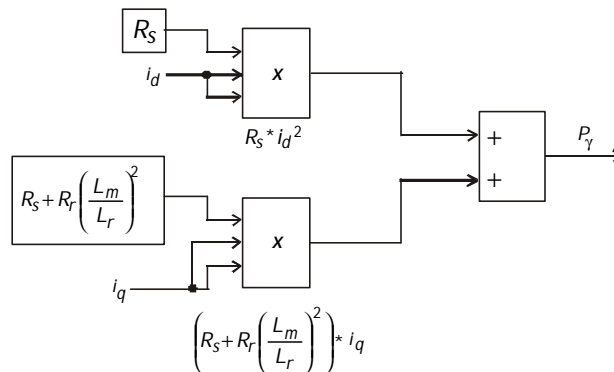 R_s
x
i_d
R_s * i_d^2
+
P_γ
+
R_s + R_r (L_m / L_r)^2
x
i_q
(R_s + R_r (L_m / L_r)^2) * i_q